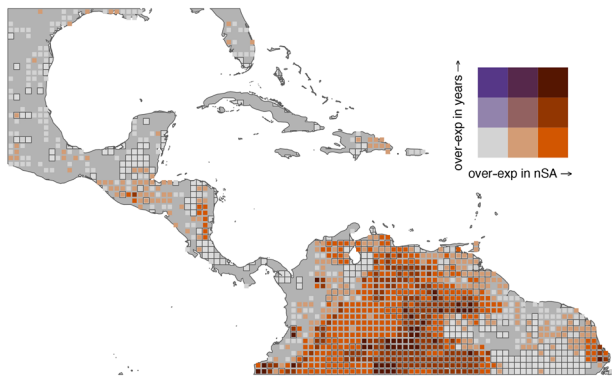 over-exp in years →
over-exp in nSA →